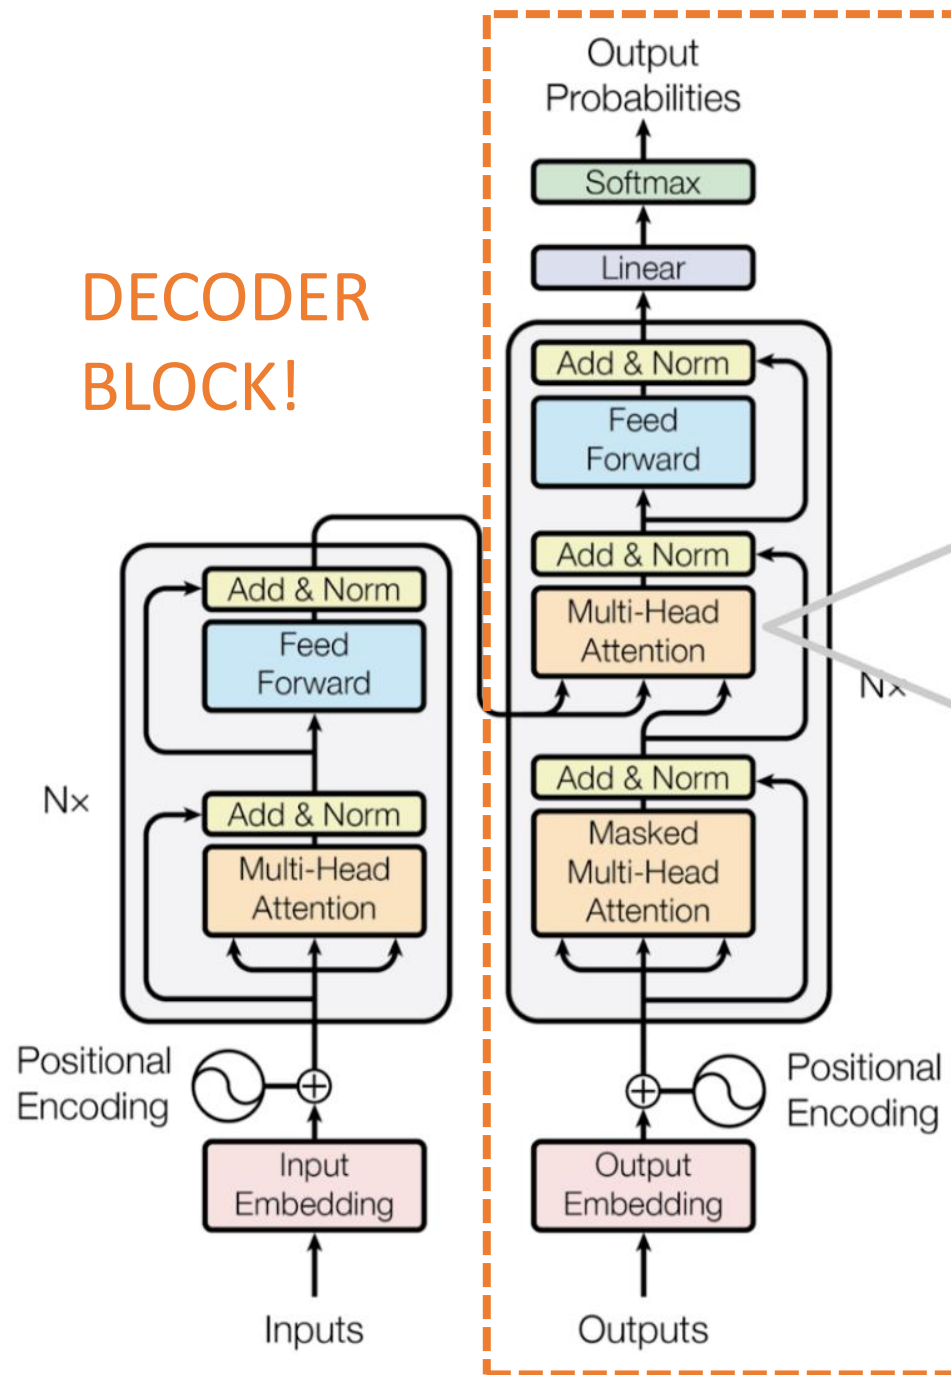 Output
Probabilities
Softmax
Linear
DECODER
BLOCK!
Add & Norm
Feed
Forward
Add & Norm
Multi-Head
Attention
N×
Add & Norm
Masked
Multi-Head
Attention
Positional
Encoding
Output
Embedding
Outputs
Add & Norm
Feed
Forward
N×
Add & Norm
Multi-Head
Attention
Positional
Encoding
Input
Embedding
Inputs